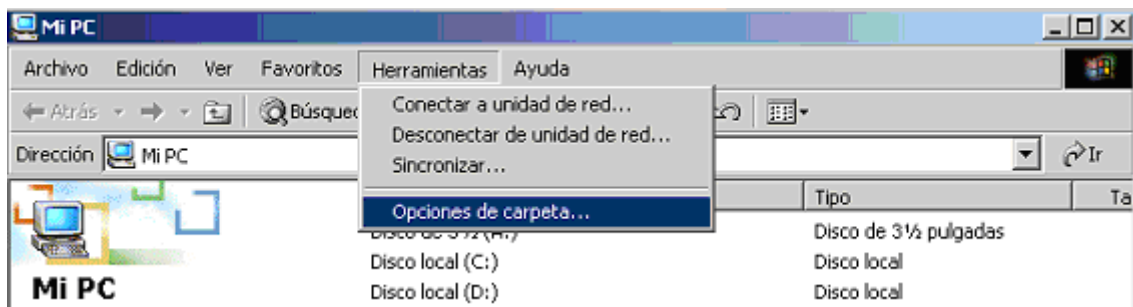 Mi PC
Archivo Edición Ver Favoritos Herramientas Ayuda
Atrás
Conectar a unidad de red...
Desconectar de unidad de red...
Sincronizar...
Opciones de carpeta...
Dirección Mi PC Ir
Tipo
Disco de 3½ pulgadas
Disco local (C:) Disco local
Mi PC
Disco local (D:) Disco local